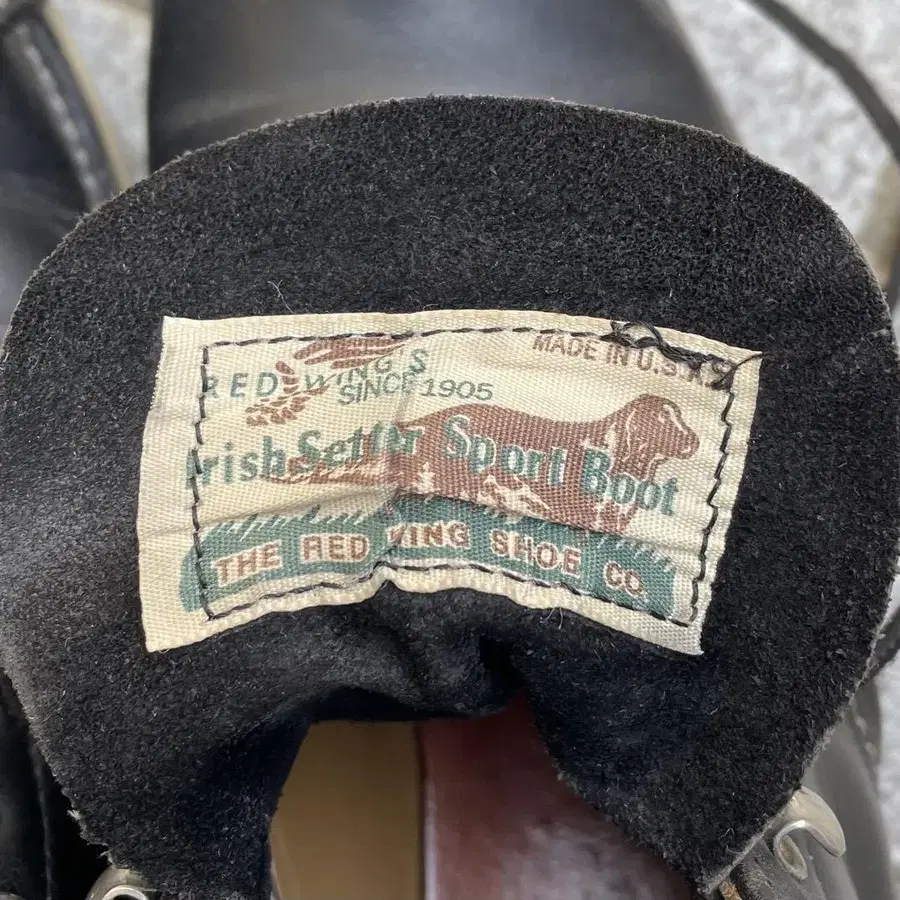 RED WING'S
SINCE 1905
MADE IN U.S.A.
Irish Setter Sport Boot
THE RED WING SHOE CO.